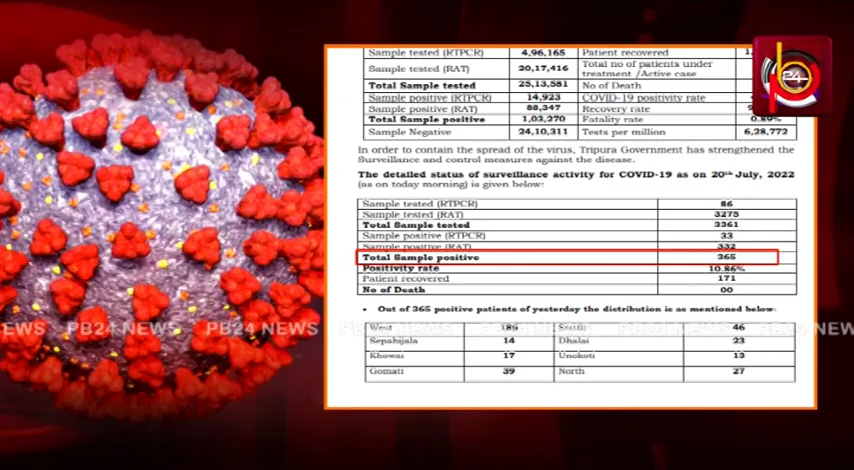 Sample tested (RTPCR) 4,96,165 Patient recovered
Sample tested (RAT) 20,17,416 Total no of patients under treatment /Active case
Total Sample tested 25,13,581 No of Death
Sample positive (RTPCR) 14,923 COVID-19 positivity rate
Sample positive (RAT) 88,347 Recovery rate
Total Sample positive 1,03,270 Fatality rate 0.89%
Sample Negative 24,10,311 Tests per million 6,28,772
In order to contain the spread of the virus, Tripura Government has strengthened the
Surveillance and control measures against the disease.
The detailed status of surveillance activity for COVID-19 as on 20th July, 2022
(as on today morning) is given below:
Sample tested (RTPCR) 86
Sample tested (RAT) 3275
Total Sample tested 3361
Sample positive (RTPCR) 33
Sample positive (RAT) 332
Total Sample positive 365
Positivity rate 10.86%
Patient recovered 171
No of Death 00
• Out of 365 positive patients of yesterday the distribution is as mentioned below-
West 186 South 46
Sepahijala 14 Dhalai 23
Khowai 17 Unokoti 13
Gomati 39 North 27
NEWS PB24 NEWS PB24 NEWS PB24 NEWS
24